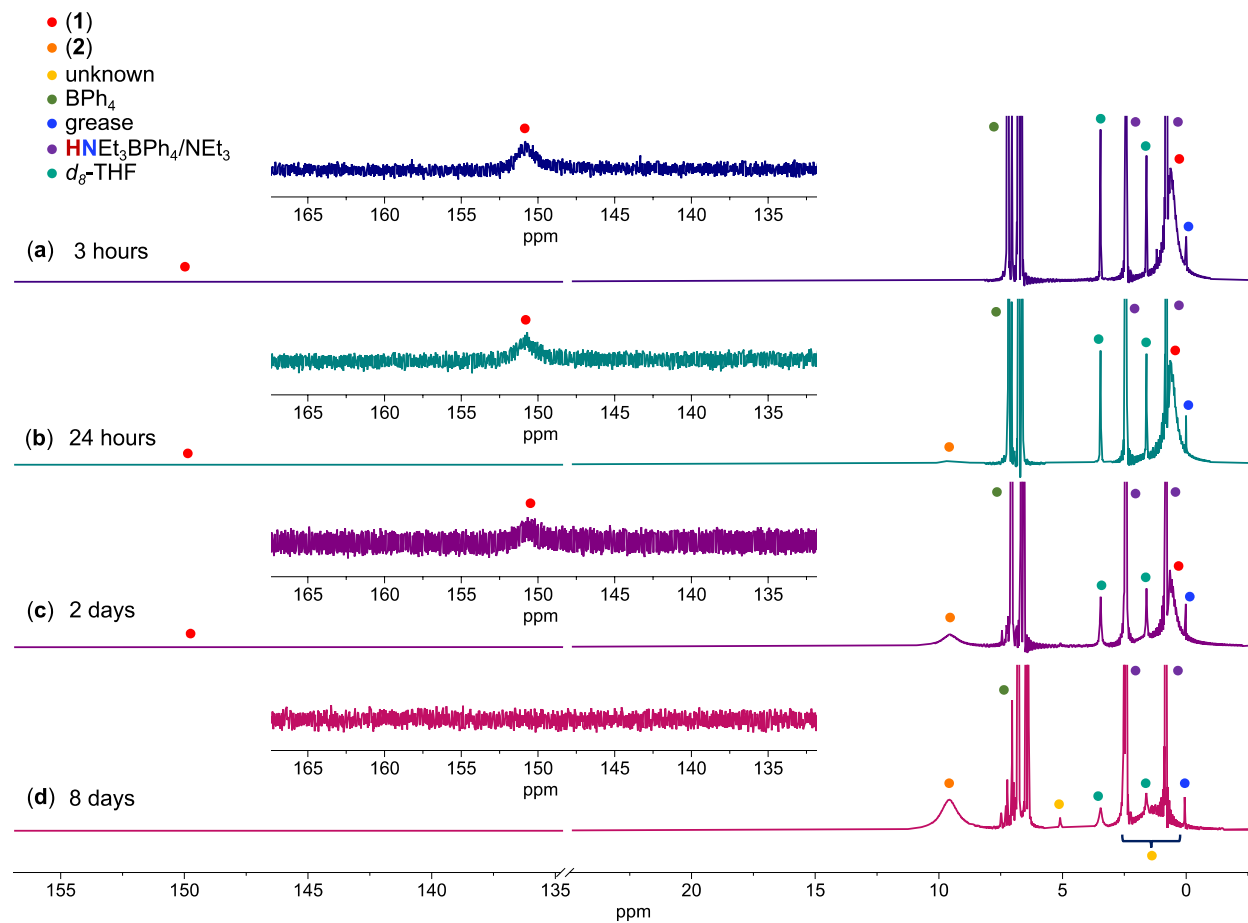 (1)
(2)
unknown
BPh₄
grease
HNEt₃BPh₄/NEt₃
d₈-THF
165 160 155 150 145 140 135
ppm
(a) 3 hours
165 160 155 150 145 140 135
ppm
(b) 24 hours
165 160 155 150 145 140 135
ppm
(c) 2 days
165 160 155 150 145 140 135
ppm
(d) 8 days
155 150 145 140 135 20 15 10 5 0
ppm